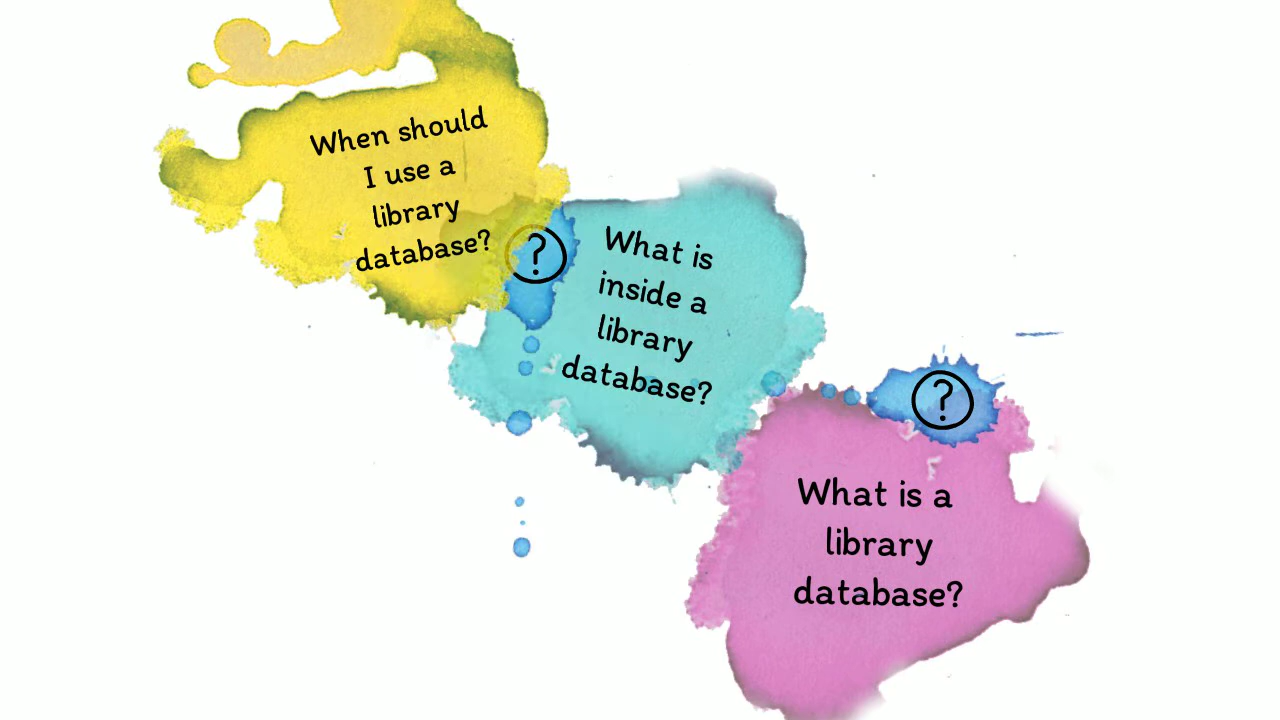 When should
I use a
library
database?
?
What is
inside a
library
database?
?
What is a
library
database?